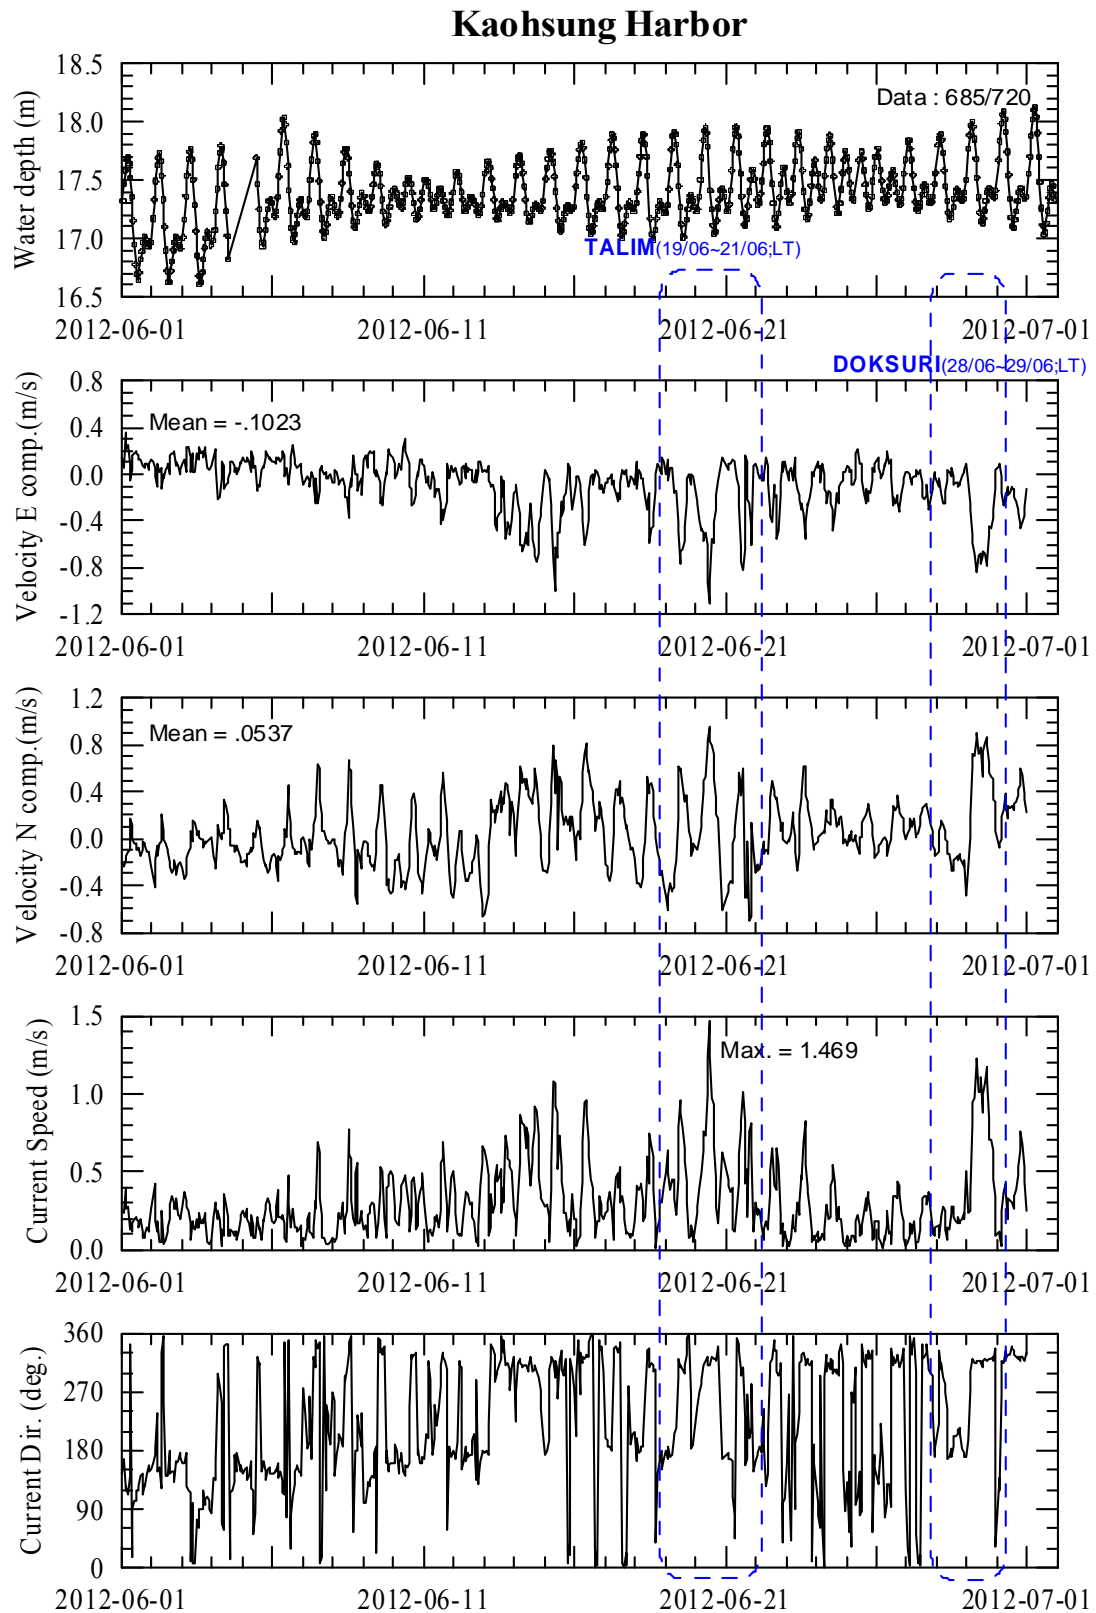 Kaohsung Harbor
18.5
18.0
17.5
17.0
16.5
Water depth (m)
Data : 685/720
TALIM(19/06~21/06;LT)
2012-06-01 2012-06-11 2012-06-21 2012-07-01
DOKSURI(28/06~29/06;LT)
0.8
0.4
0.0
-0.4
-0.8
-1.2
Velocity E comp.(m/s)
Mean = -.1023
2012-06-01 2012-06-11 2012-06-21 2012-07-01
1.2
0.8
0.4
0.0
-0.4
-0.8
Velocity N comp.(m/s)
Mean = .0537
2012-06-01 2012-06-11 2012-06-21 2012-07-01
1.5
1.0
0.5
0.0
Current Speed (m/s)
Max. = 1.469
2012-06-01 2012-06-11 2012-06-21 2012-07-01
360
270
180
90
0
Current Dir. (deg.)
2012-06-01 2012-06-11 2012-06-21 2012-07-01